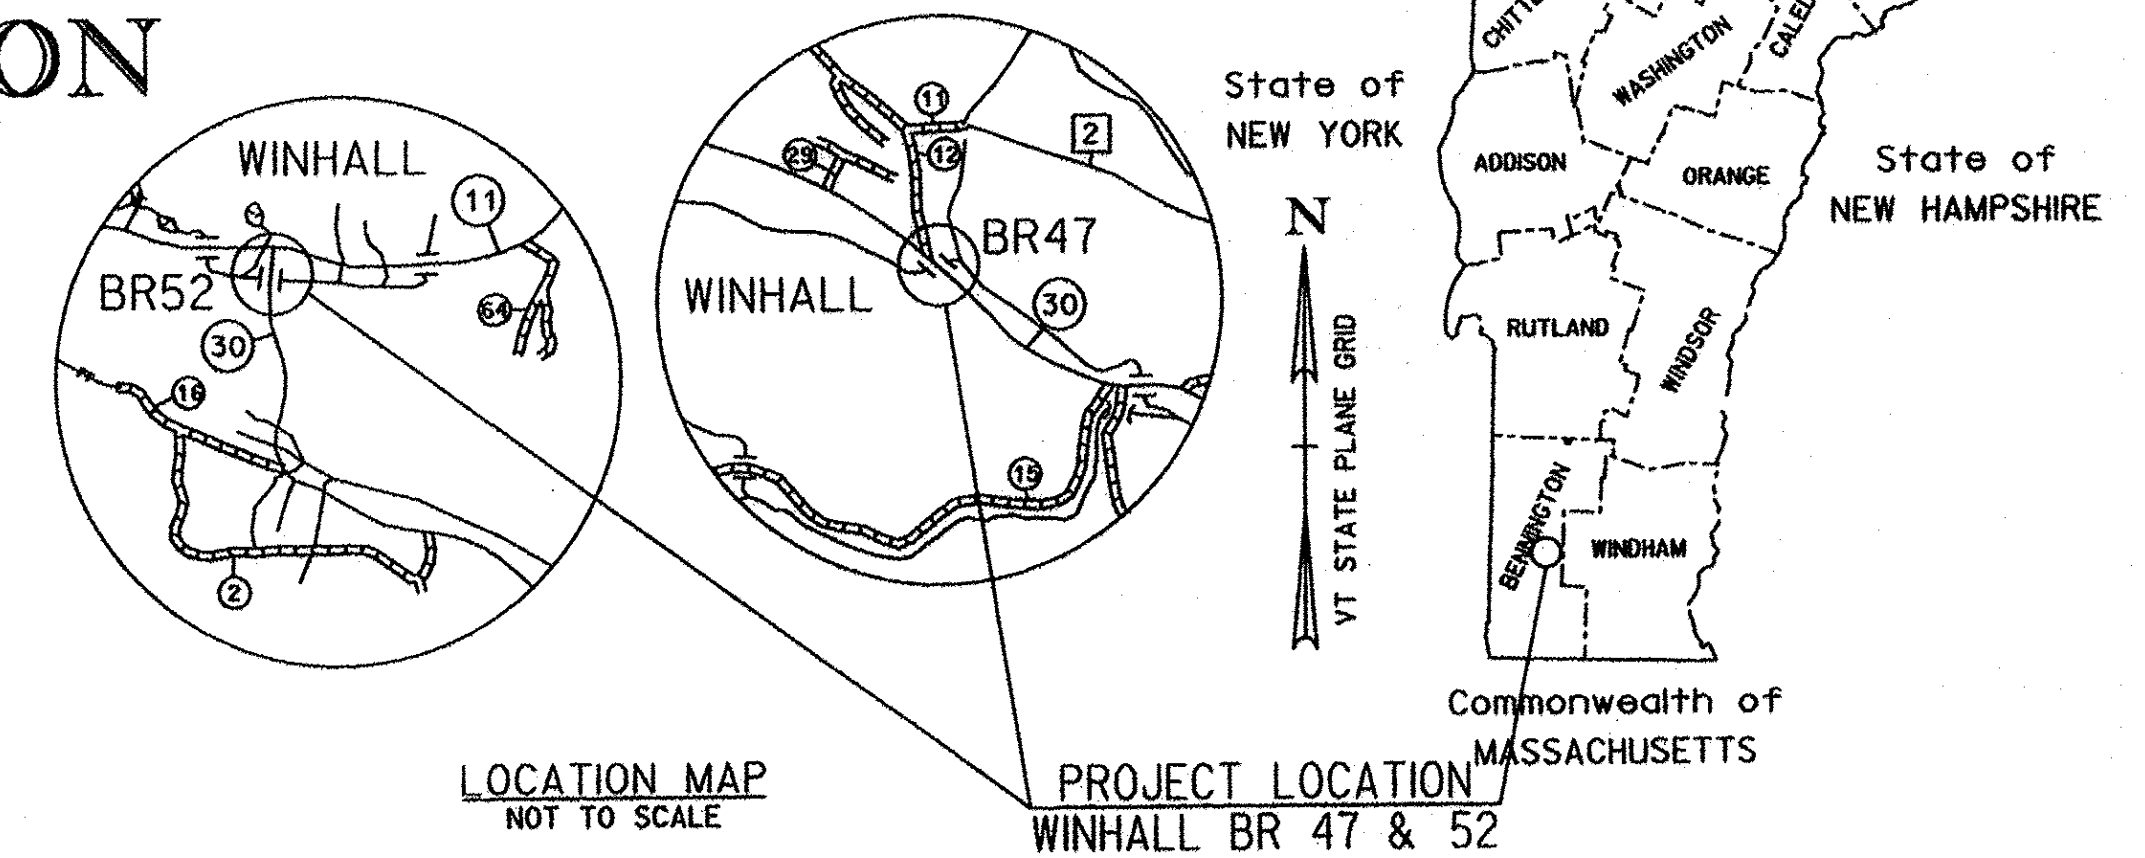 ON
WINHALL
11
BR52
30
64
16
2
11
2
29
12
BR47
WINHALL
30
15
State of
NEW YORK
N
VT STATE PLANE GRID
WASHINGTON
ADDISON
ORANGE
State of
NEW HAMPSHIRE
RUTLAND
WINDSOR
BENNINGTON
WINDHAM
Commonwealth of
MASSACHUSETTS
LOCATION MAP
NOT TO SCALE
PROJECT LOCATION
WINHALL BR 47 & 52